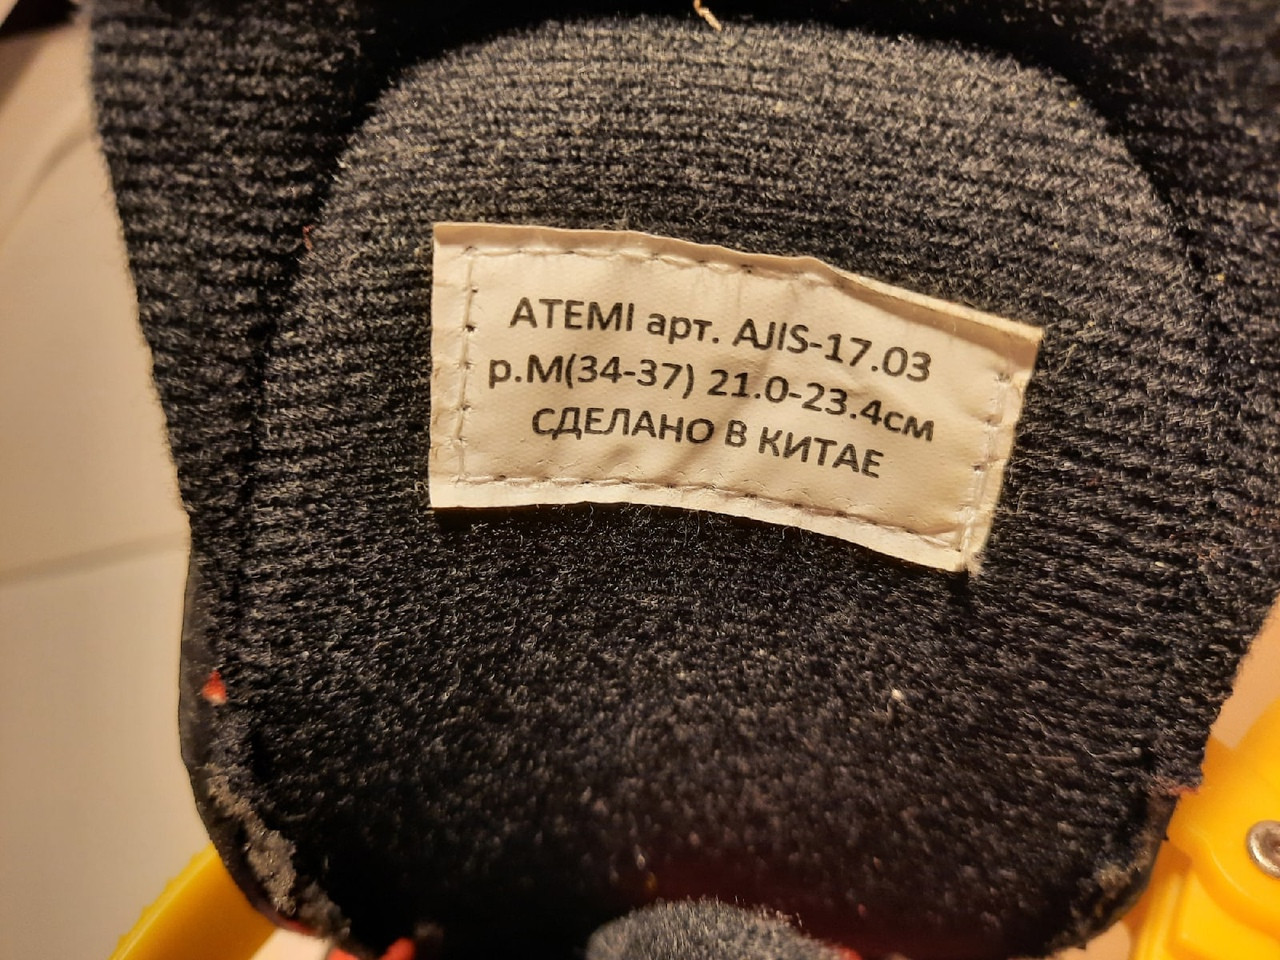 ATEMI арт. AJIS-17.03
р.М(34-37) 21.0-23.4см
СДЕЛАНО В КИТАЕ